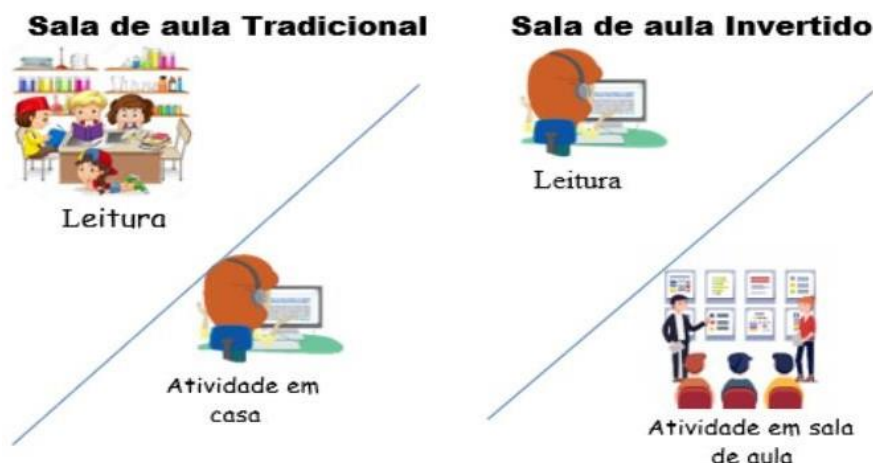 Sala de aula Tradicional
Sala de aula Invertido
Leitura
Atividade em
casa
Leitura
Atividade em sala
de aula